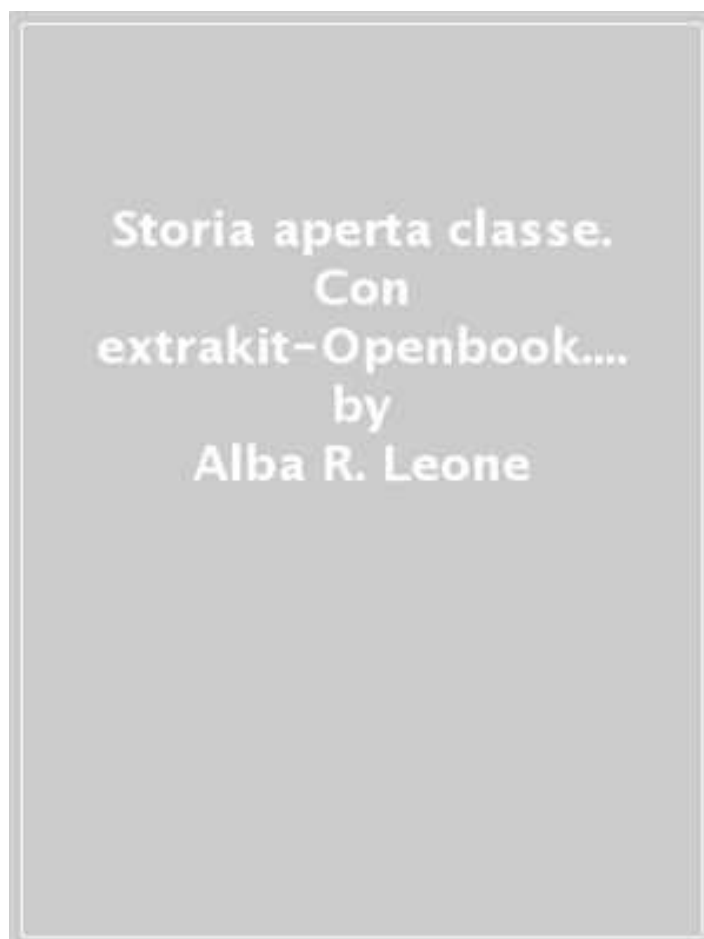 Storia aperta classe.
Con
extrakit-Openbook....
by
Alba R. Leone